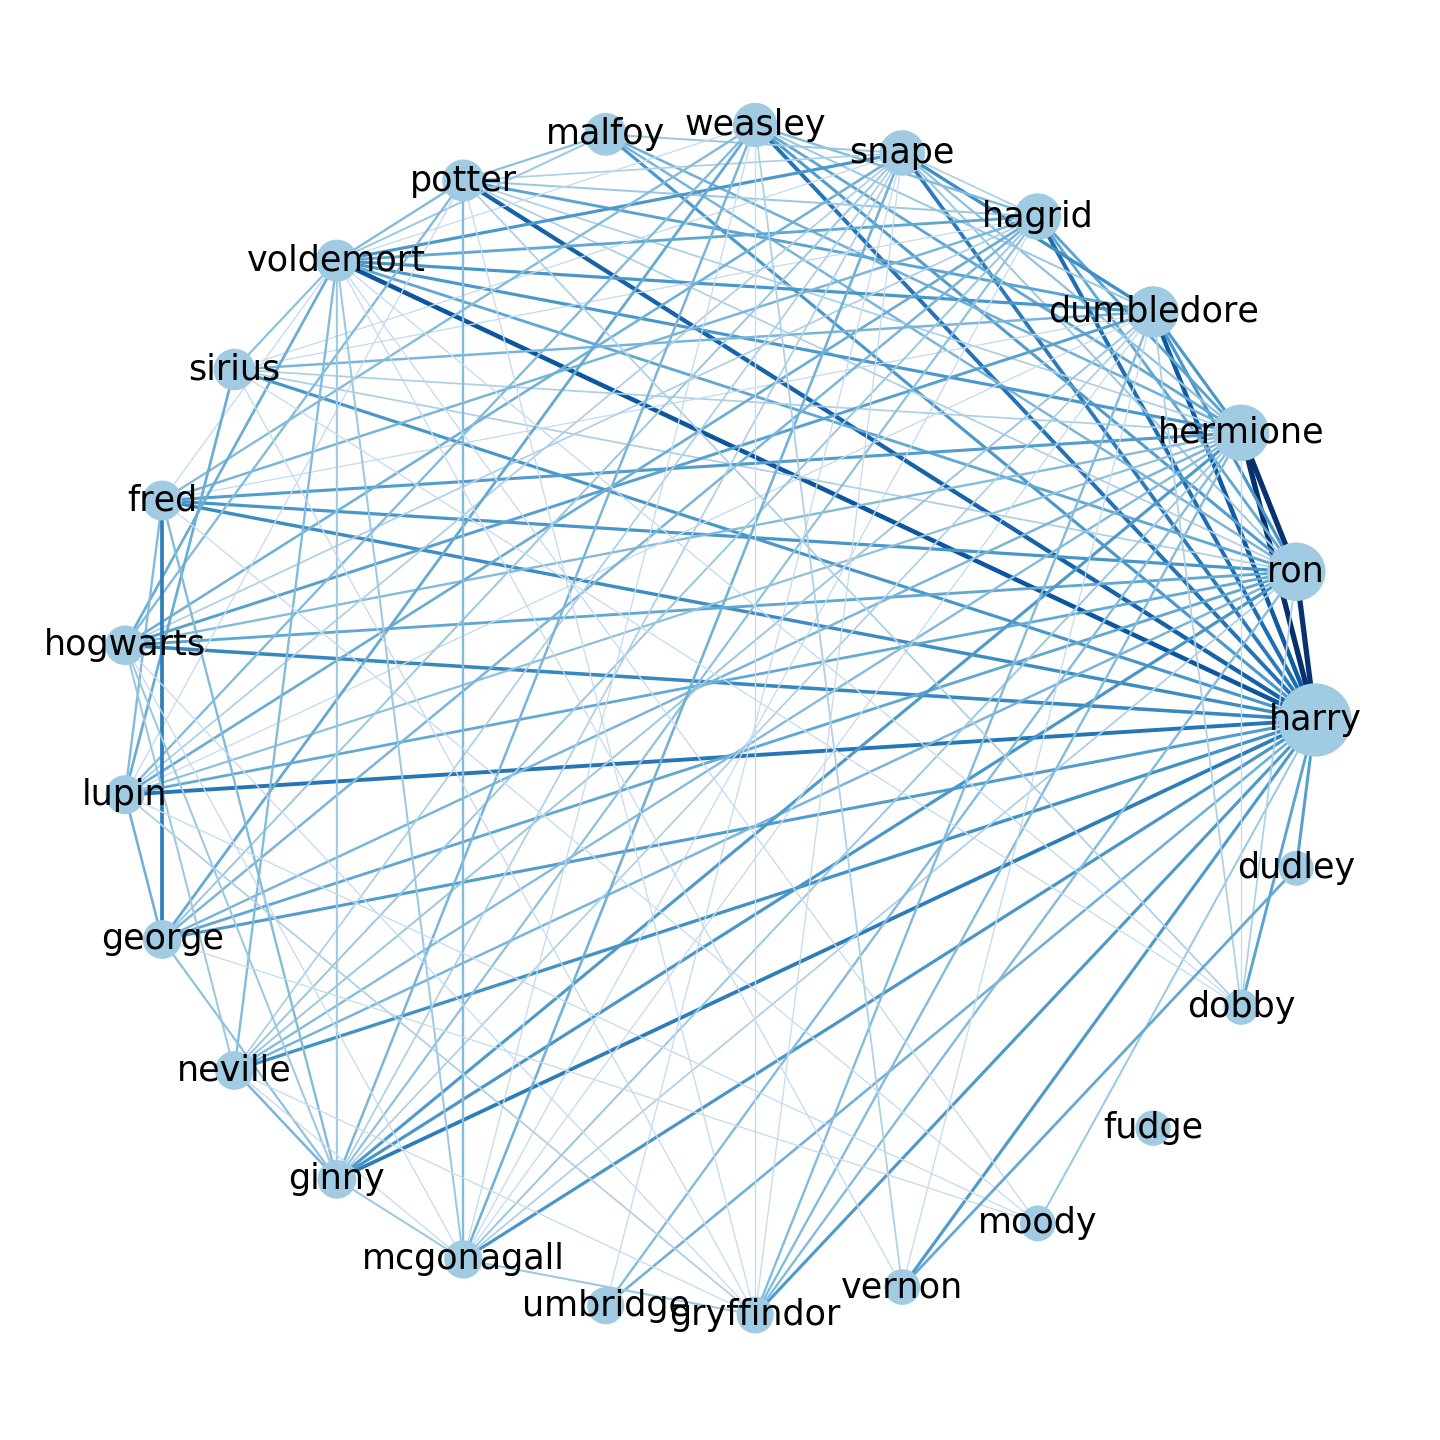 weasley
malfoy
snape
potter
hagrid
voldemort
dumbledore
sirius
hermione
fred
ron
hogwarts
harry
lupin
dudley
george
dobby
neville
fudge
ginny
moody
mcgonagall
vernon
umbridge
gryffindor